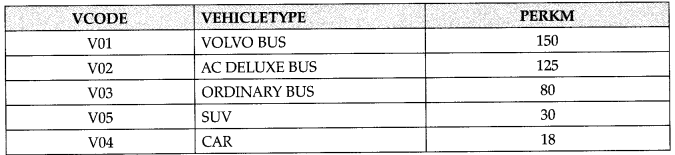 VCODE VEHICLETYPE PERKM
V01 VOLVO BUS 150
V02 AC DELUXE BUS 125
V03 ORDINARY BUS 80
V05 SUV 30
V04 CAR 18